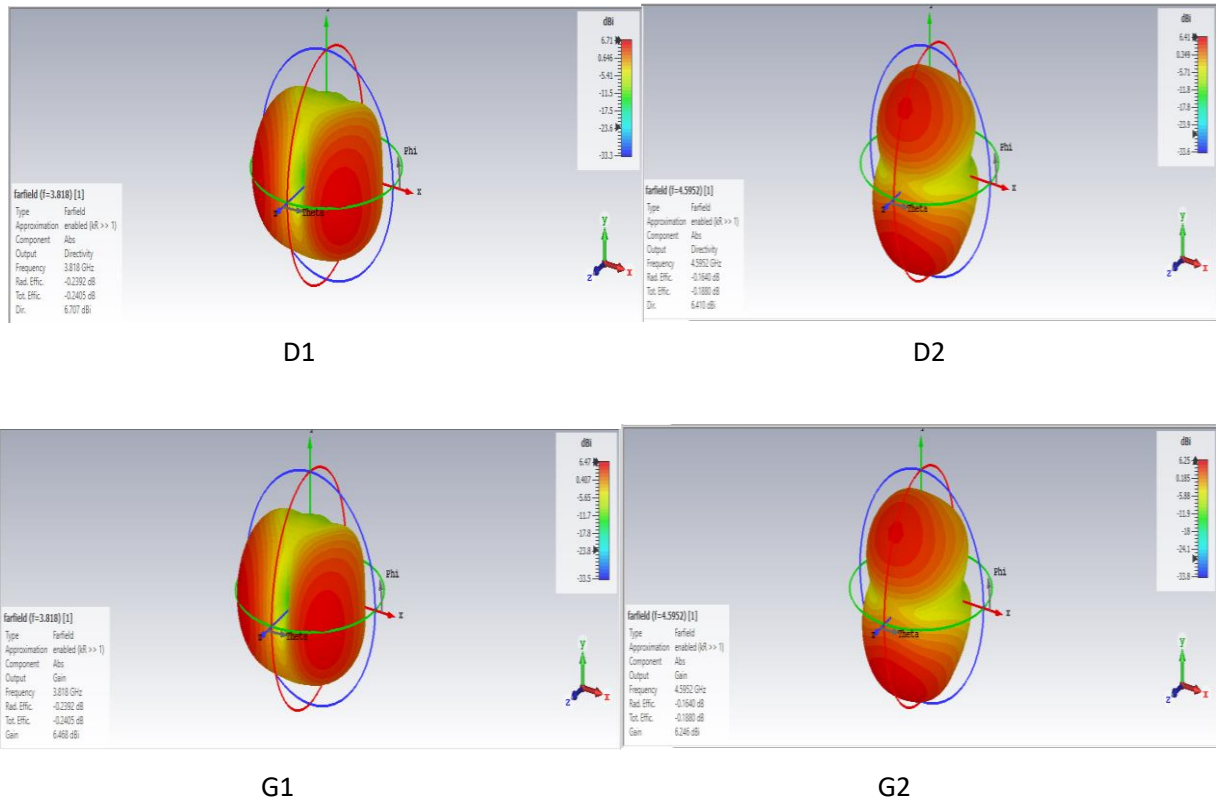 dBi
6.71
0.646
-5.41
-11.5
-17.5
-23.6
-33.3
Phi
x
z
Theta
farfield (f=3.818) [1]
Type Farfield
Approximation enabled (kR >> 1)
Component Abs
Output Directivity
Frequency 3.818 GHz
Rad. Effic. -0.2392 dB
Tot. Effic. -0.2405 dB
Dir. 6.707 dBi
y
z
x
D1
dBi
6.41
0.349
-5.71
-11.8
-17.8
-23.9
-33.6
Phi
x
Theta
farfield (f=4.5952) [1]
Type Farfield
Approximation enabled (kR >> 1)
Component Abs
Output Directivity
Frequency 4.5952 GHz
Rad. Effic. -0.1640 dB
Tot. Effic. -0.1880 dB
Dir. 6.410 dBi
y
z
x
D2
dBi
6.47
0.407
-5.65
-11.7
-17.8
-23.8
-33.5
Phi
x
z
Theta
farfield (f=3.818) [1]
Type Farfield
Approximation enabled (kR >> 1)
Component Abs
Output Gain
Frequency 3.818 GHz
Rad. Effic. -0.2392 dB
Tot. Effic. -0.2405 dB
Gain 6.468 dBi
y
z
x
G1
dBi
6.25
0.185
-5.88
-11.9
-18
-24.1
-33.8
Phi
x
Theta
farfield (f=4.5952) [1]
Type Farfield
Approximation enabled (kR >> 1)
Component Abs
Output Gain
Frequency 4.5952 GHz
Rad. Effic. -0.1640 dB
Tot. Effic. -0.1880 dB
Gain 6.246 dBi
y
z
x
G2